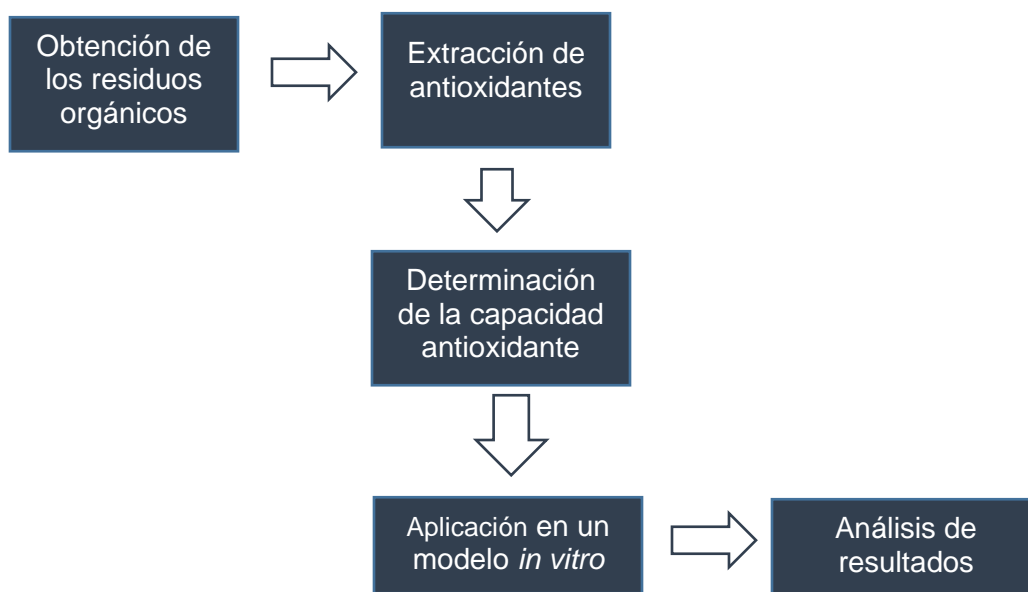 Obtención de
los residuos
orgánicos
Extracción de
antioxidantes
Determinación
de la capacidad
antioxidante
Aplicación en un
modelo in vitro
Análisis de
resultados